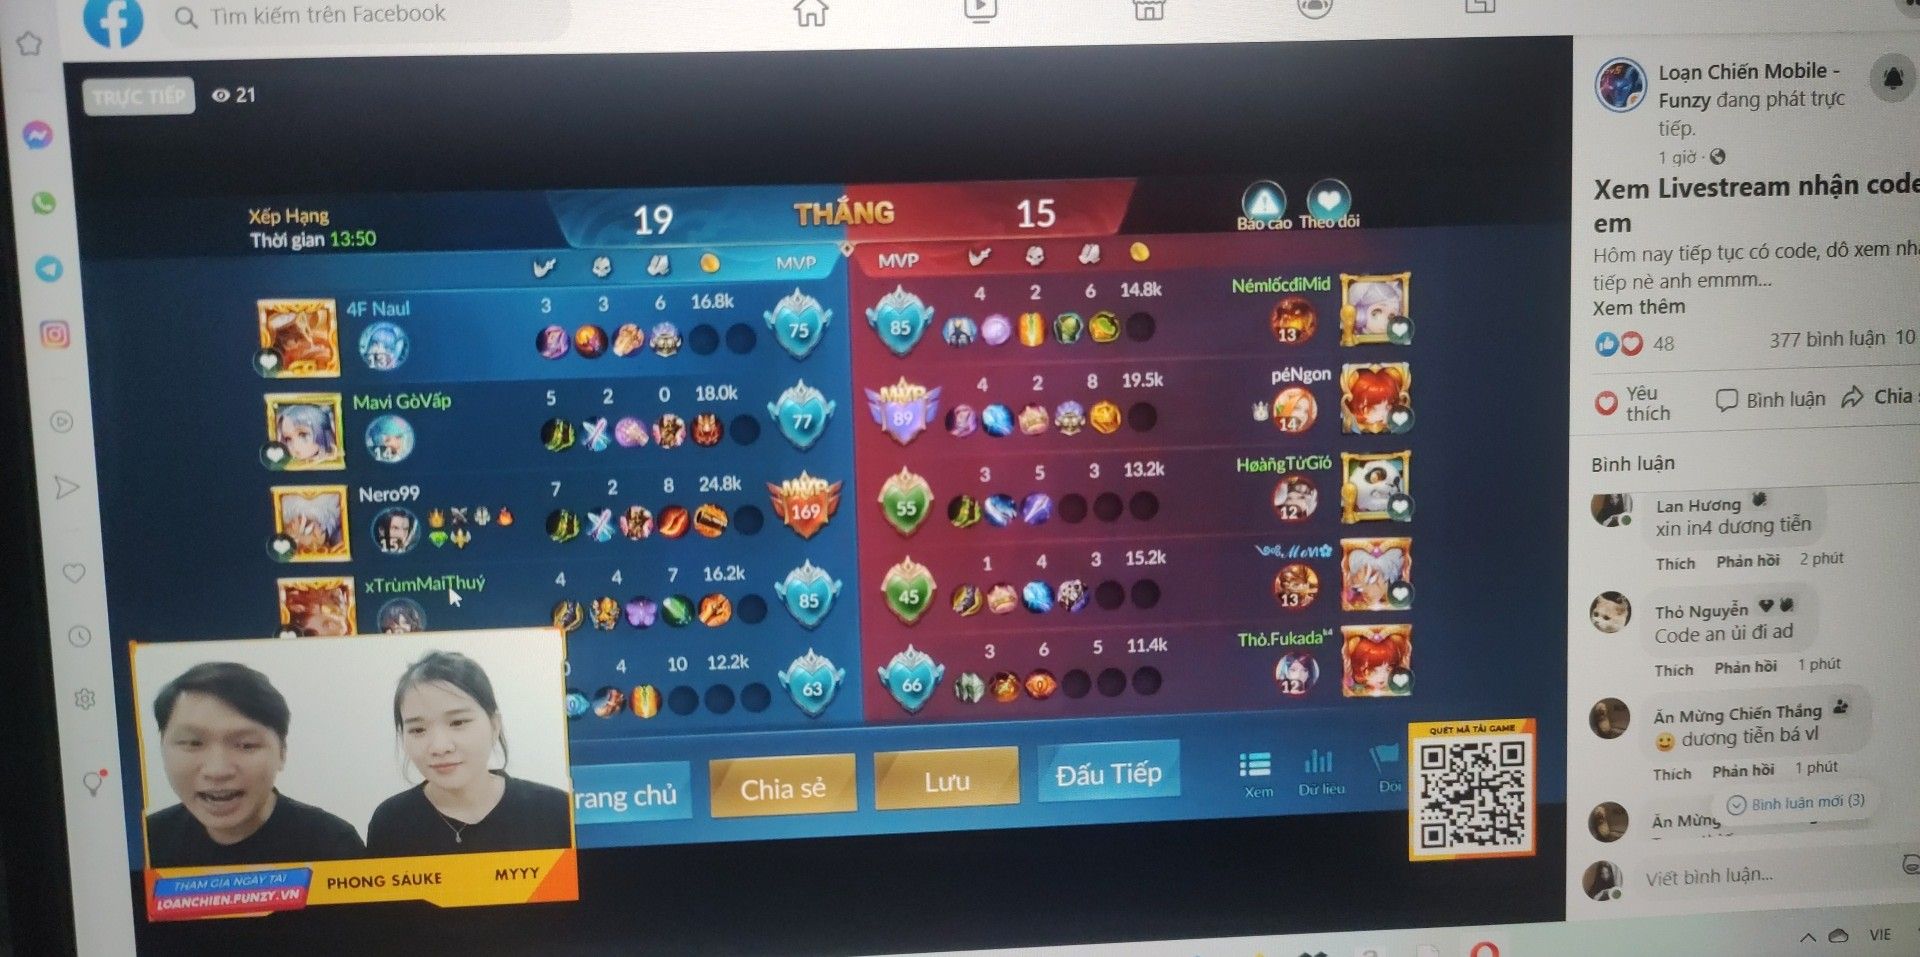 Tìm kiếm trên Facebook
TRỰC TIẾP
21
Xếp Hạng
Thời gian 13:50
19
THẮNG
15
Báo cáo
Theo dõi
MVP
MVP
4F Naul
3 3 6 16.8k
75
13
Mavi GòVấp
5 2 0 18.0k
77
14
Nero99
7 2 8 24.8k
MVP
169
15
xTrùmMaiThuý
4 4 7 16.2k
85
4 10 12.2k
63
85
4 2 6 14.8k
NémlốcđiMid
13
MVP
89
4 2 8 19.5k
péNgon
14
55
3 5 3 13.2k
HøàñgTửGĩó
12
45
1 4 3 15.2k
13
66
3 6 5 11.4k
Thỏ.Fukada
12
rang chủ
Chia sẻ
Lưu
Đấu Tiếp
Xem
Dữ liệu
QUÉT MÃ TẢI GAME
THAM GIA NGAY TẠI
LOANCHIEN.FUNZY.VN
PHONG SÁUKE
MYYY
Loạn Chiến Mobile -
Funzy đang phát trực
tiếp.
1 giờ ·
Xem Livestream nhận code
em
Hôm nay tiếp tục có code, dô xem nh
tiếp nè anh emmm...
Xem thêm
48
377 bình luận 10
Yêu
thích
Bình luận
Chia
Bình luận
Lan Hương
xin in4 dương tiễn
Thích Phản hồi 2 phút
Thỏ Nguyễn
Code an ủi đi ad
Thích Phản hồi 1 phút
Ăn Mừng Chiến Thắng
dương tiễn bá vl
Thích Phản hồi 1 phút
Bình luận mới (3)
Ăn Mừng
Viết bình luận...
VIE